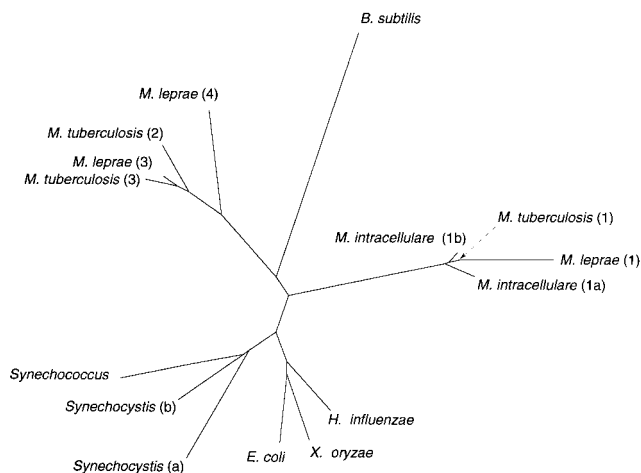 B. subtilis
M. leprae (4)
M. tuberculosis (2)
M. leprae (3)
M. tuberculosis (3)
M. tuberculosis (1)
M. intracellulare (1b)
M. leprae (1)
M. intracellulare (1a)
Synechococcus
Synechocystis (b)
H. influenzae
E. coli
X. oryzae
Synechocystis (a)